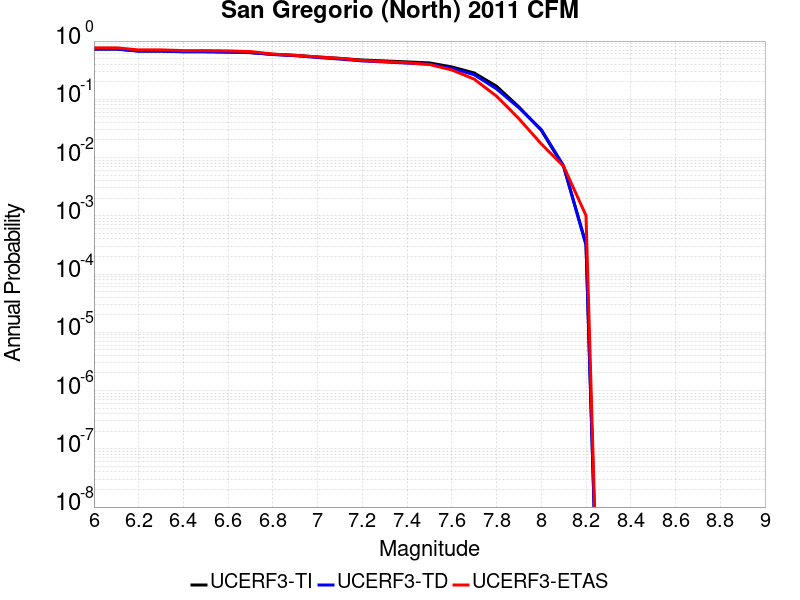 San Gregorio (North) 2011 CFM
Annual Probability
10^0
10^-1
10^-2
10^-3
10^-4
10^-5
10^-6
10^-7
10^-8
6 6.2 6.4 6.6 6.8 7 7.2 7.4 7.6 7.8 8 8.2 8.4 8.6 8.8 9
Magnitude
UCERF3-TI UCERF3-TD UCERF3-ETAS